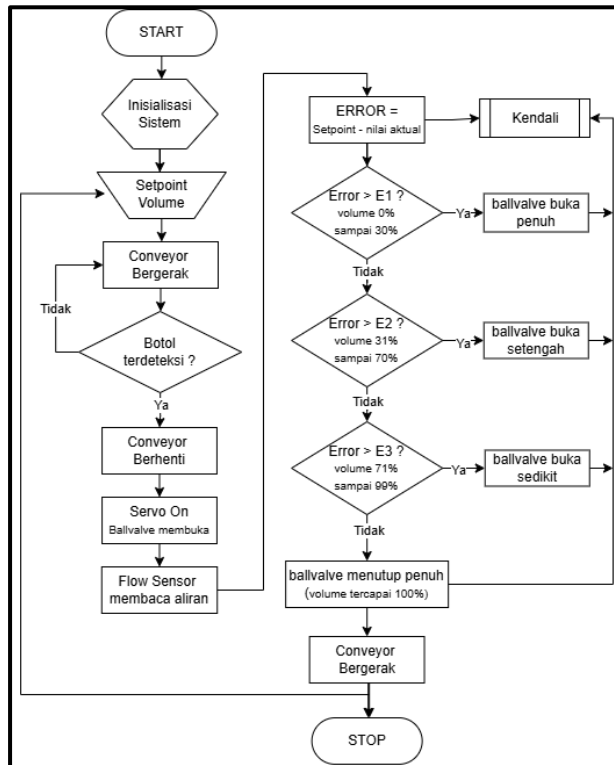 START
Inisialisasi
Sistem
Setpoint
Volume
Conveyor
Bergerak
Tidak
Botol
terdeteksi ?
Ya
Conveyor
Berhenti
Servo On
Ballvalve membuka
Flow Sensor
membaca aliran
ERROR =
Setpoint - nilai aktual
Kendali
Error > E1 ?
volume 0%
sampai 30%
Ya
ballvalve buka
penuh
Tidak
Error > E2 ?
volume 31%
sampai 70%
Ya
ballvalve buka
setengah
Tidak
Error > E3 ?
volume 71%
sampai 99%
Ya
ballvalve buka
sedikit
Tidak
ballvalve menutup penuh
(volume tercapai 100%)
Conveyor
Bergerak
STOP